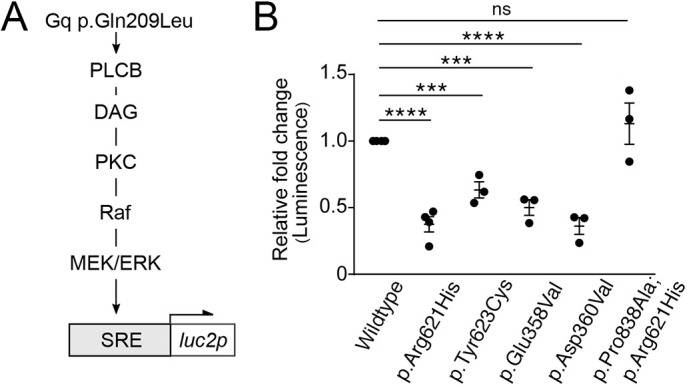 A
Gq p.Gln209Leu
PLCB
DAG
PKC
Raf
MEK/ERK
SRE
luc2p
B
ns
****
***
***
****
Relative fold change
(Luminescence)
1.5
1.0
0.5
0
Wildtype
p.Arg621His
p.Tyr623Cys
p.Glu358Val
p.Asp360Val
p.Pro838Ala;
p.Arg621His